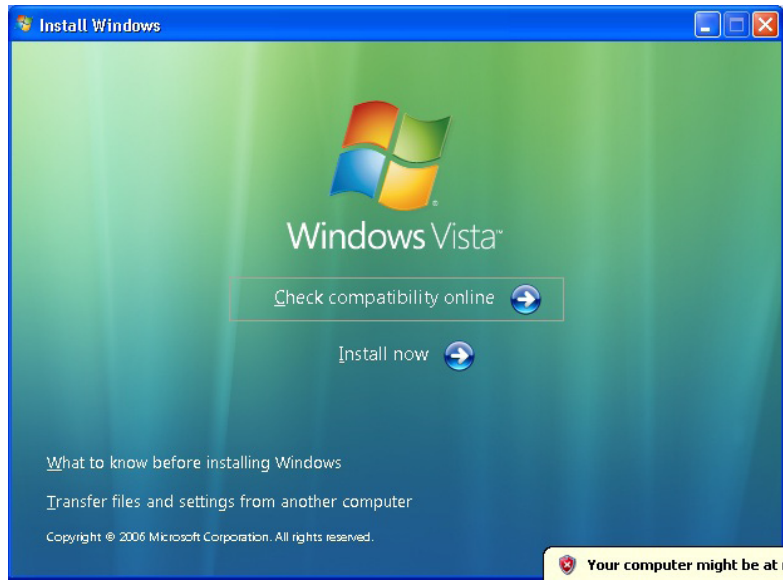 Install Windows
Windows Vista™
Check compatibility online
Install now
What to know before installing Windows
Transfer files and settings from another computer
Copyright © 2006 Microsoft Corporation. All rights reserved.
Your computer might be at